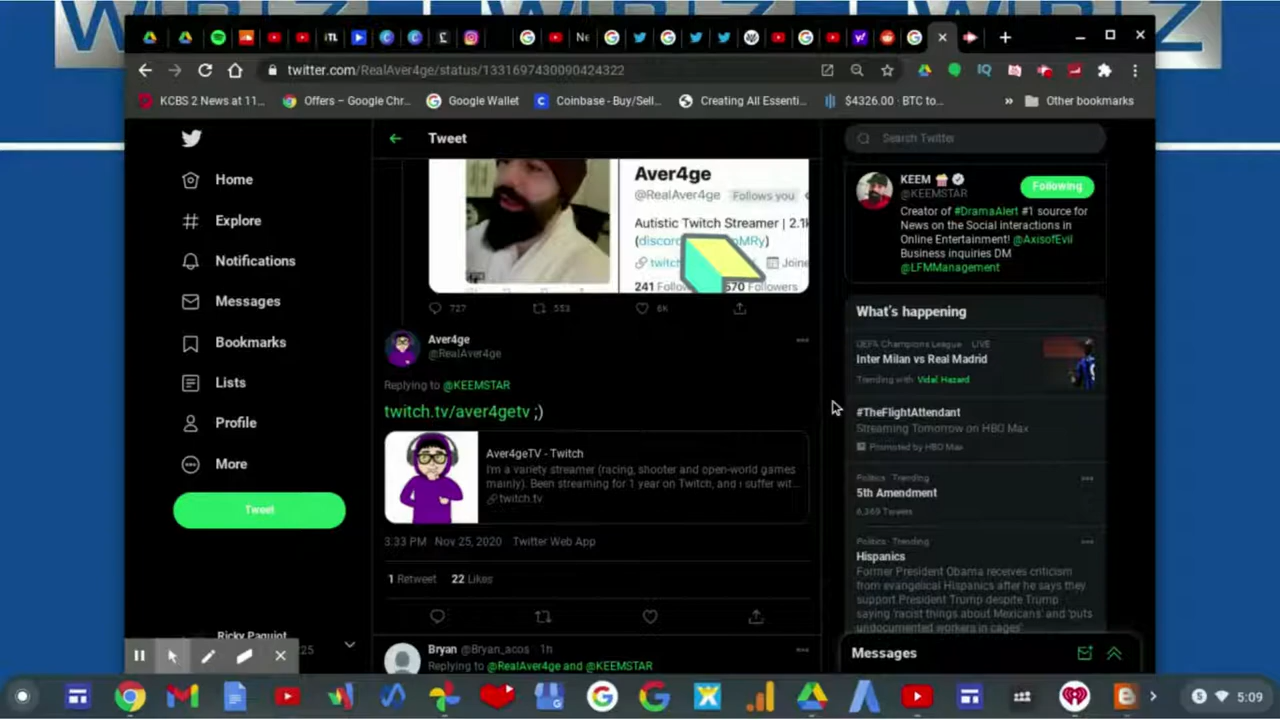 twitter.com/RealAver4ge/status/1331697430090424322
KCBS 2 News at 11...
Offers – Google Chr...
Google Wallet
Coinbase - Buy/Sell...
Creating All Essenti...
$4326.00 · BTC to...
»
Other bookmarks
Home
Explore
Notifications
Messages
Bookmarks
Lists
Profile
More
Tweet
Tweet
Aver4ge
@RealAver4ge Follows you
Autistic Twitch Streamer | 2.1k
241 570 Followers
727 553 6K
Aver4ge
@RealAver4ge
Replying to @KEEMSTAR
twitch.tv/aver4getv ;)
Aver4geTV - Twitch
I'm a variety streamer (racing, shooter and open-world games
mainly). Been streaming for 1 year on Twitch, and i suffer wit...
twitch.tv
3:33 PM Nov 25, 2020 Twitter Web App
1 Retweet 22 Likes
Bryan @Bryan_acos 1h
Replying to @RealAver4ge and @KEEMSTAR
Search Twitter
KEEM
@KEEMSTAR
Following
Creator of #DramaAlert #1 source for
News on the Social interactions in
Online Entertainment! @AxisofEvil
Business inquiries DM
@LFMManagement
What's happening
UEFA Champions League · LIVE
Inter Milan vs Real Madrid
Trending with Vidal, Hazard
#TheFlightAttendant
Streaming Tomorrow on HBO Max
Promoted by HBO Max
Politics · Trending
5th Amendment
Politics · Trending
Hispanics
Former President Obama receives criticism
from evangelical Hispanics after he says they
support President Trump despite Trump
saying 'racist things about Mexicans' and 'puts
undocumented workers in cages'
Messages
5:09